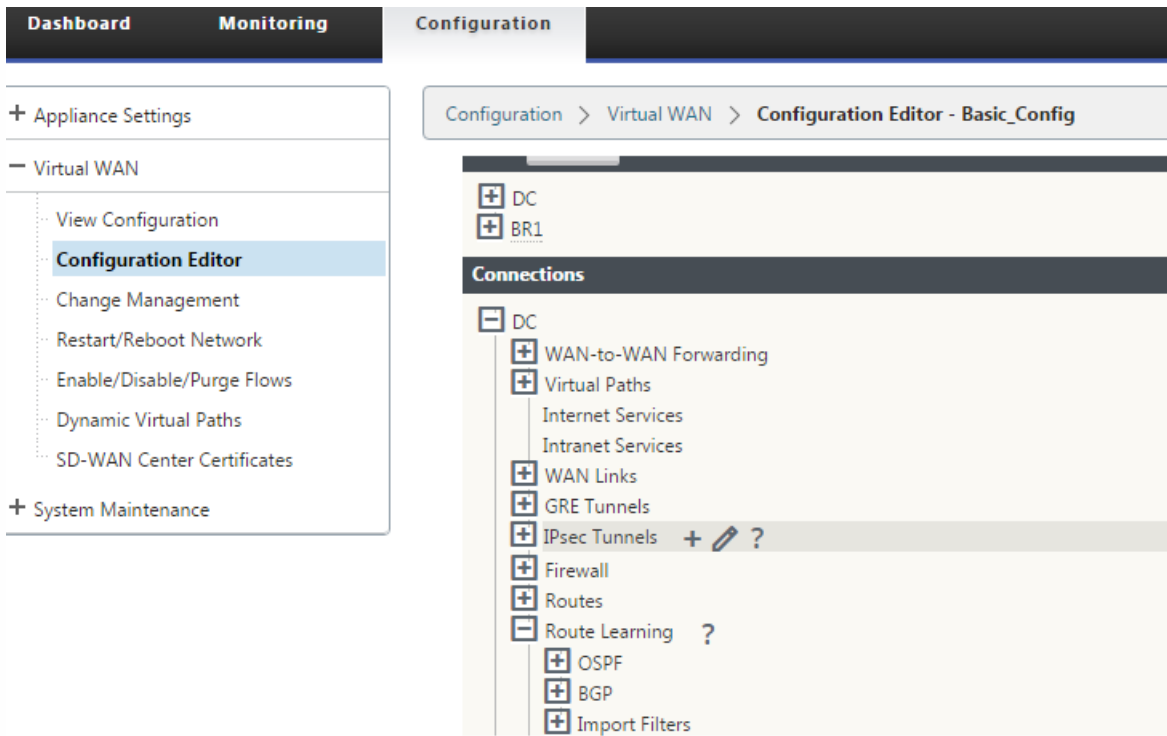 Dashboard Monitoring Configuration
+ Appliance Settings
− Virtual WAN
View Configuration
Configuration Editor
Change Management
Restart/Reboot Network
Enable/Disable/Purge Flows
Dynamic Virtual Paths
SD-WAN Center Certificates
+ System Maintenance
Configuration > Virtual WAN > Configuration Editor - Basic_Config
+ DC
+ BR1
Connections
− DC
+ WAN-to-WAN Forwarding
+ Virtual Paths
Internet Services
Intranet Services
+ WAN Links
+ GRE Tunnels
+ IPsec Tunnels + ?
+ Firewall
+ Routes
− Route Learning ?
+ OSPF
+ BGP
+ Import Filters